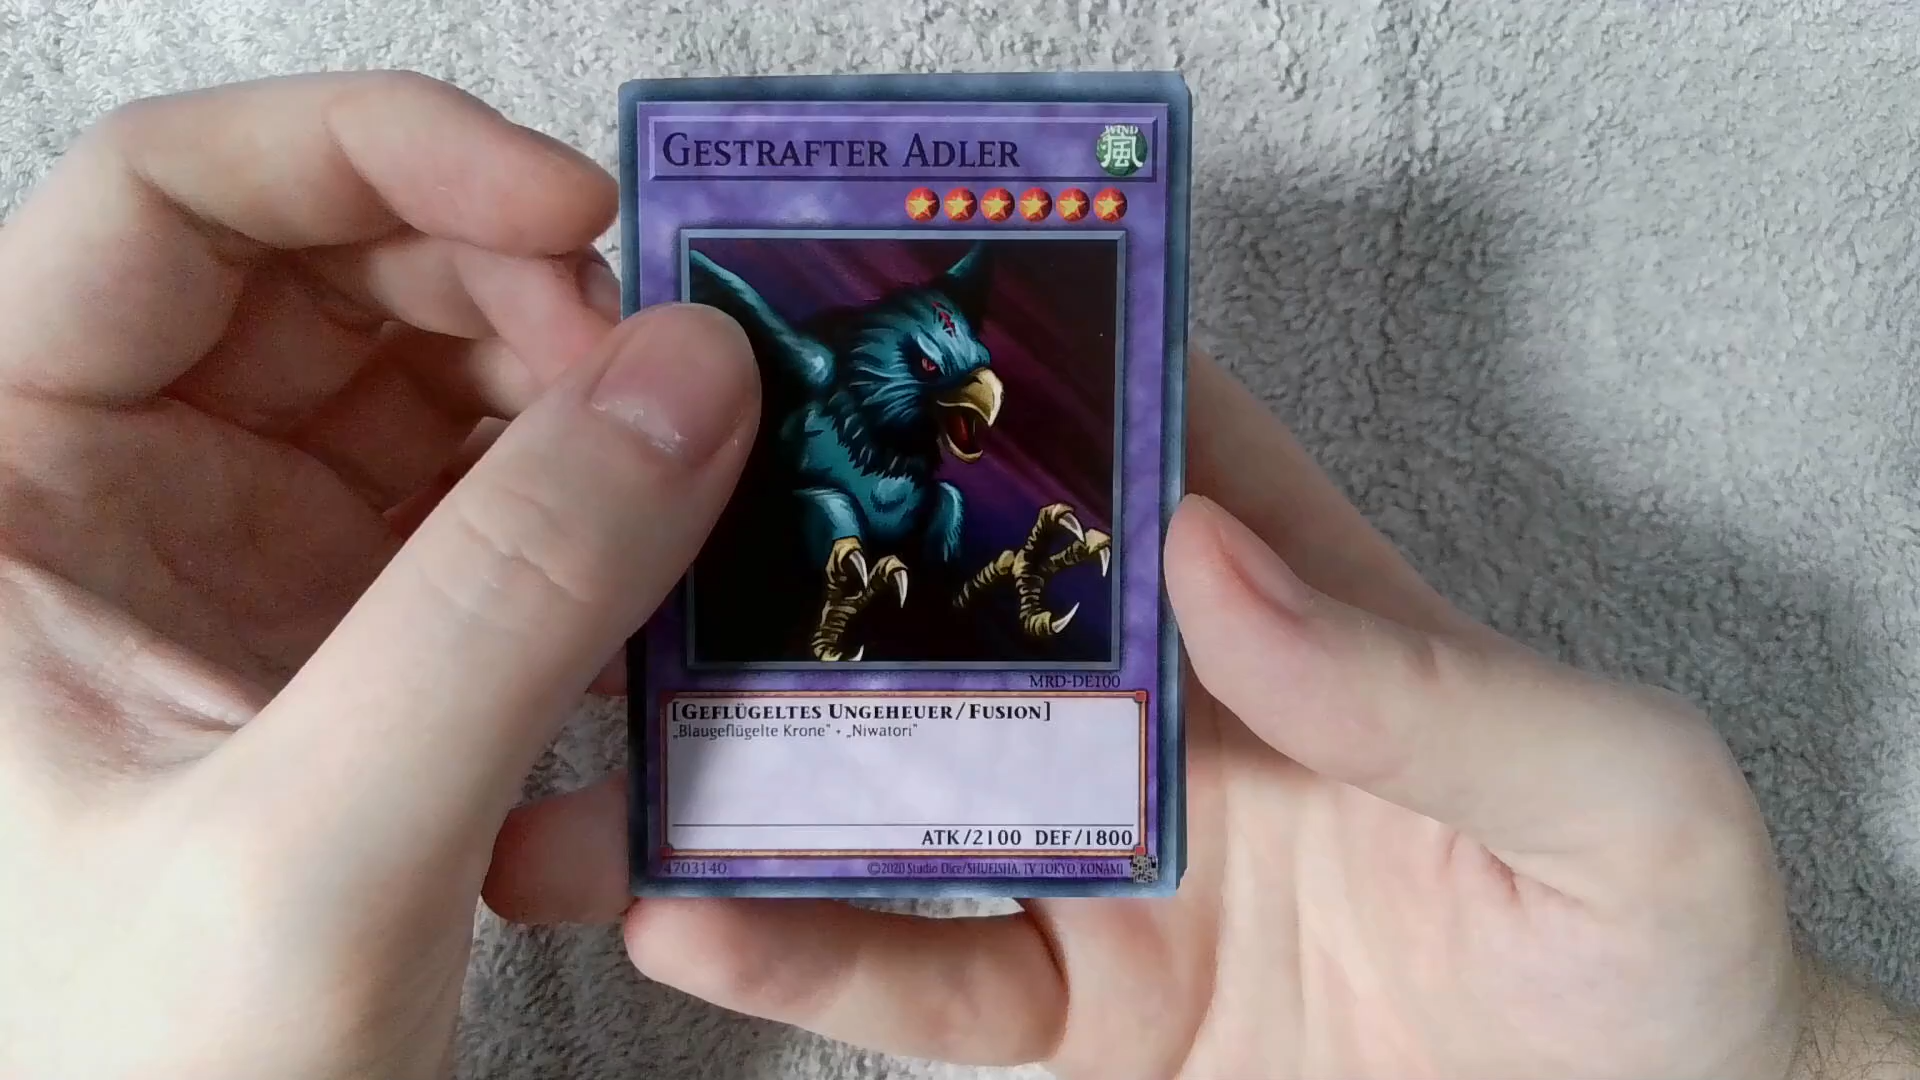 GESTRAFTER ADLER
WIND
風
MRD-DE100
[GEFLÜGELTES UNGEHEUER/FUSION]
„Blaugeflügelte Krone" + „Niwatori"
ATK/2100 DEF/1800
4703140
©2020 Studio Dice/SHUEISHA, TV TOKYO, KONAMI